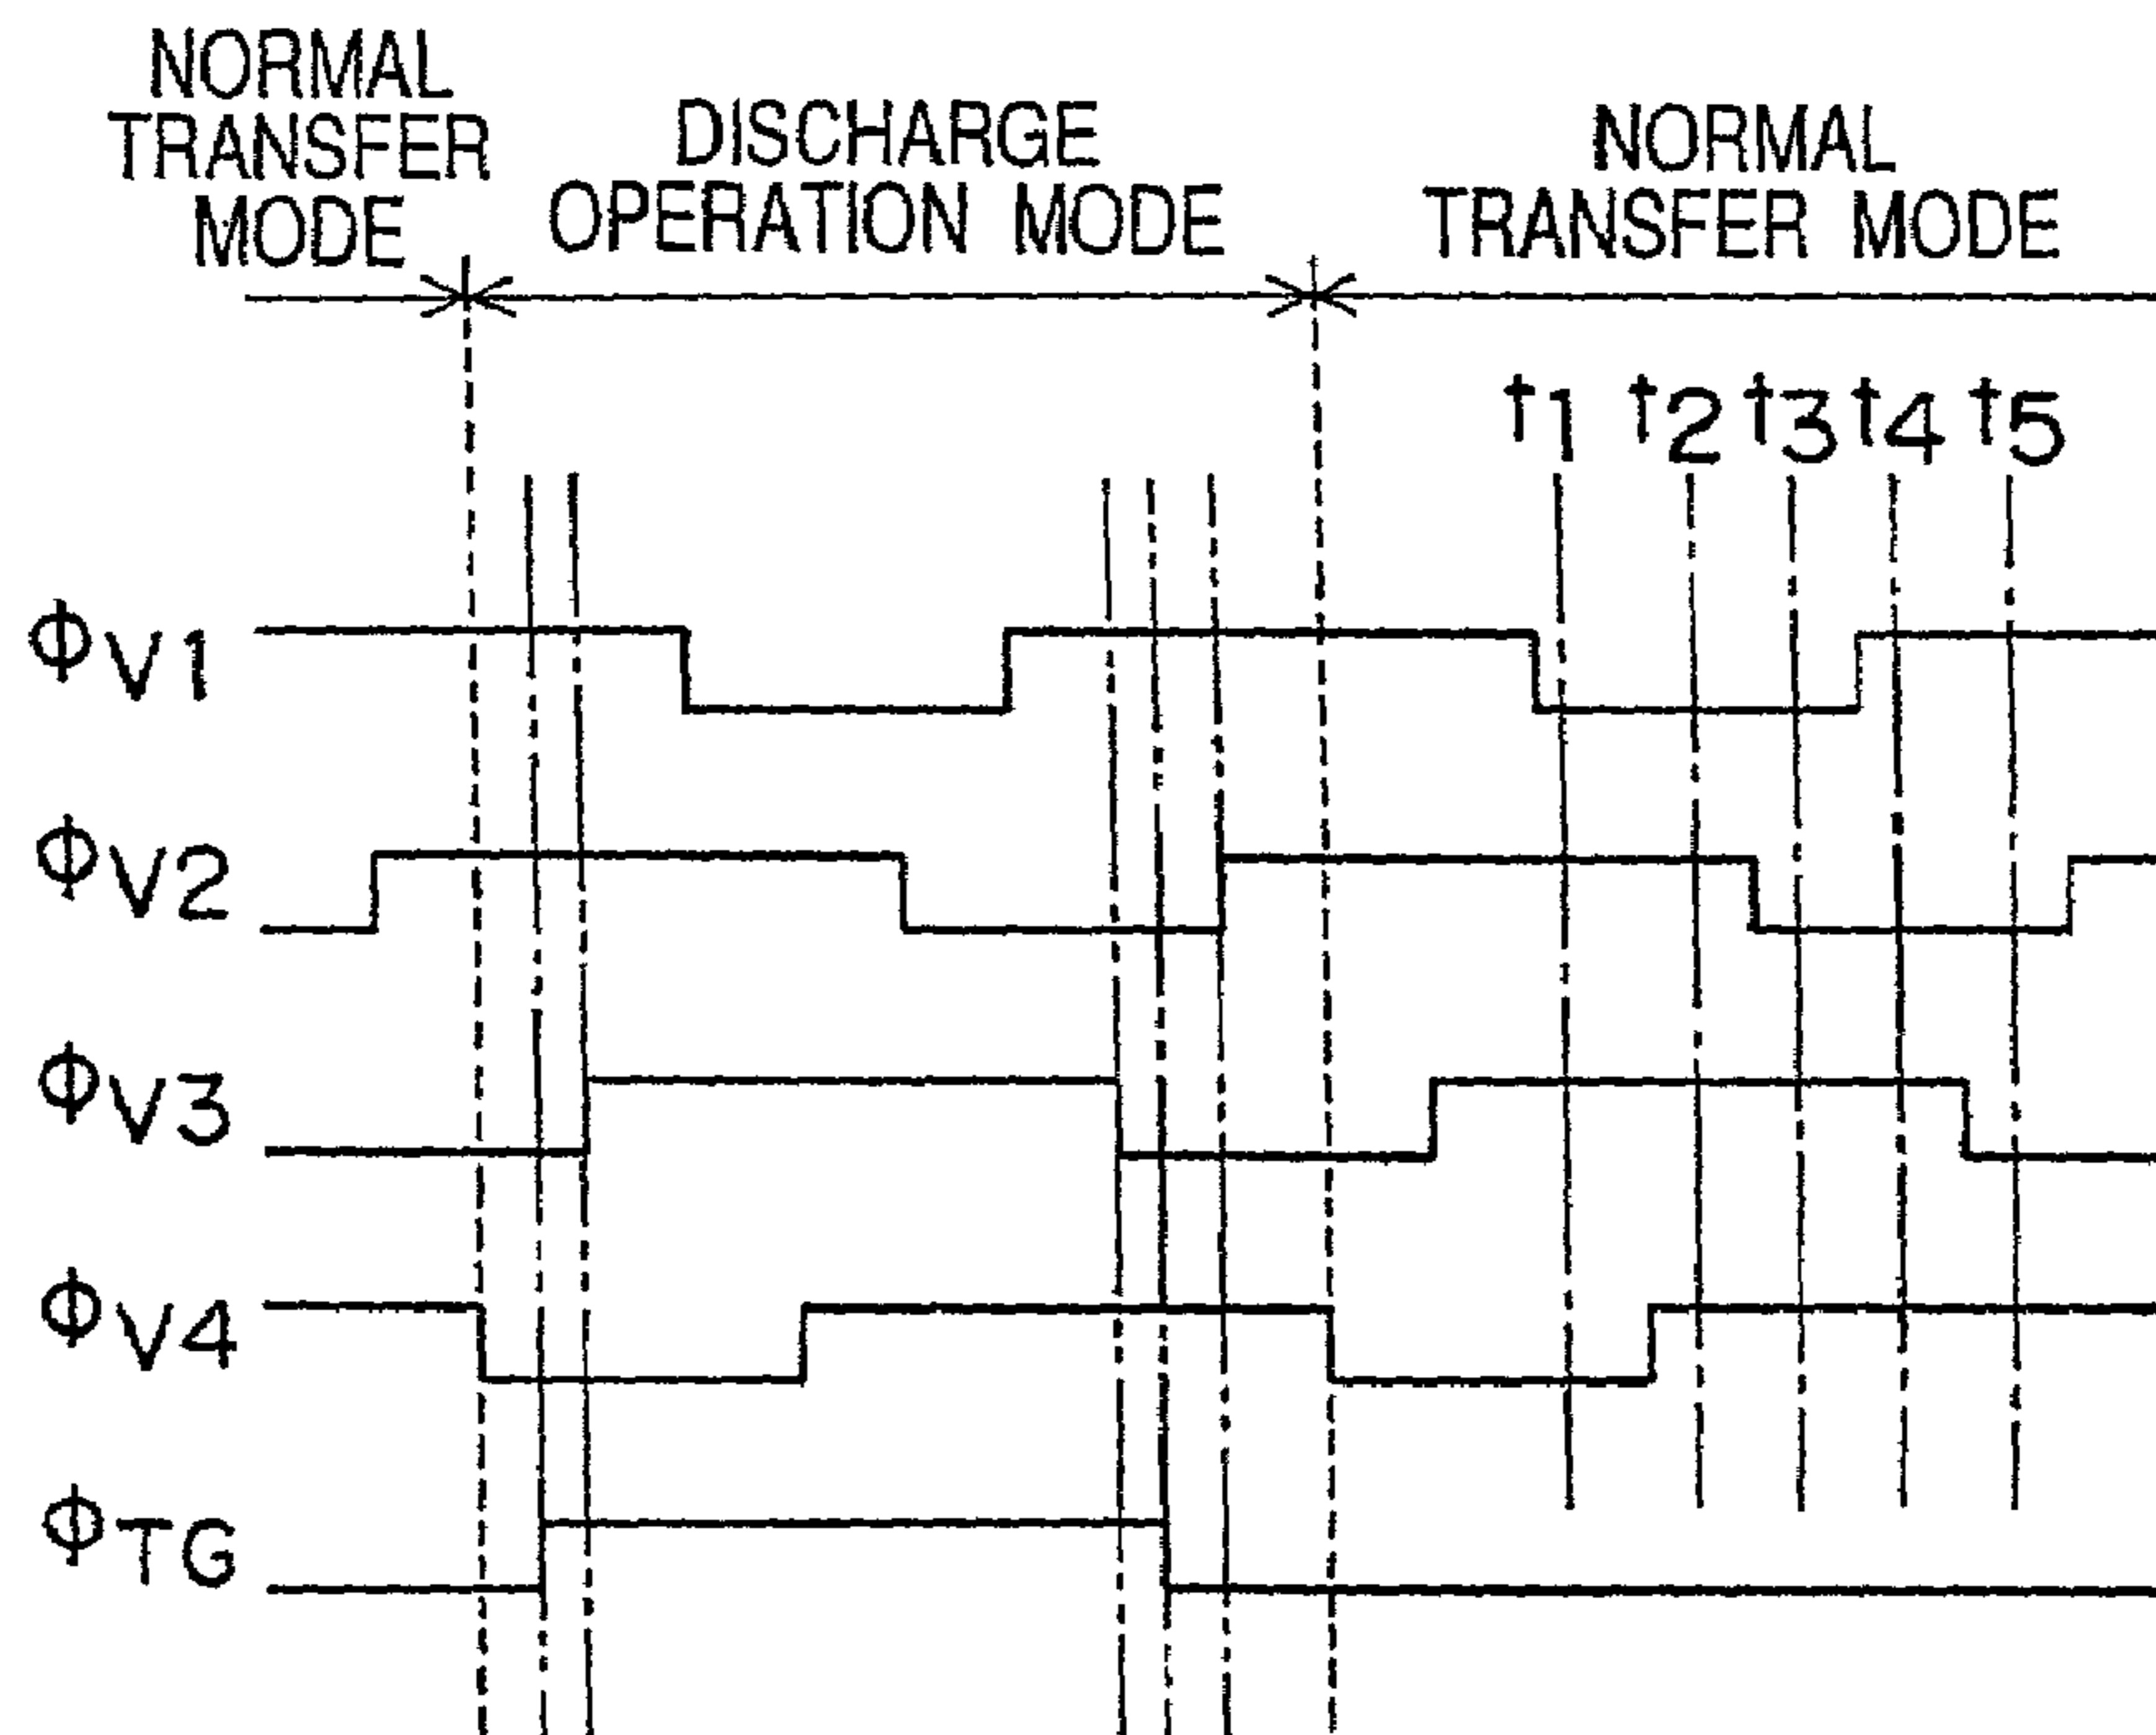 NORMAL
TRANSFER
MODE
DISCHARGE
OPERATION MODE
NORMAL
TRANSFER MODE
t1 t2 t3 t4 t5
ΦV1
ΦV2
ΦV3
ΦV4
ΦTG